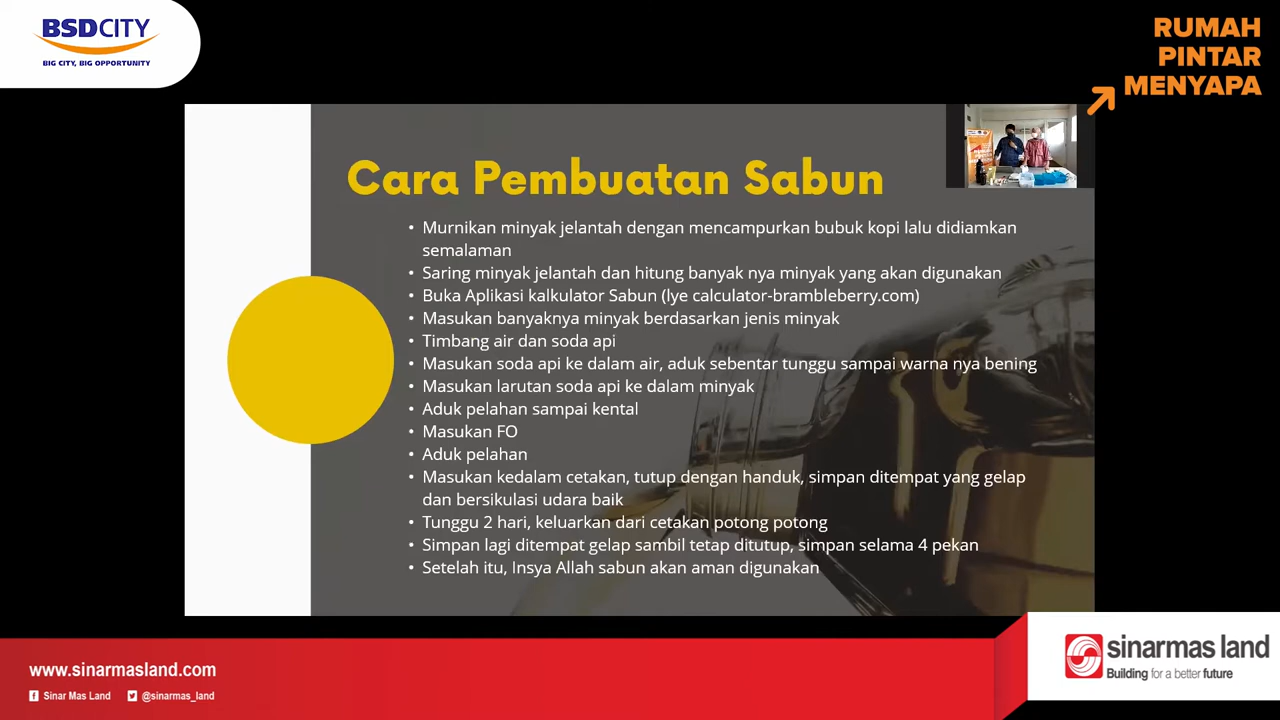 BSDCITY
BIG CITY, BIG OPPORTUNITY
RUMAH
PINTAR
MENYAPA
Cara Pembuatan Sabun
• Murnikan minyak jelantah dengan mencampurkan bubuk kopi lalu didiamkan
semalaman
• Saring minyak jelantah dan hitung banyak nya minyak yang akan digunakan
• Buka Aplikasi kalkulator Sabun (lye calculator-brambleberry.com)
• Masukan banyaknya minyak berdasarkan jenis minyak
• Timbang air dan soda api
• Masukan soda api ke dalam air, aduk sebentar tunggu sampai warna nya bening
• Masukan larutan soda api ke dalam minyak
• Aduk pelahan sampai kental
• Masukan FO
• Aduk pelahan
• Masukan kedalam cetakan, tutup dengan handuk, simpan ditempat yang gelap
dan bersikulasi udara baik
• Tunggu 2 hari, keluarkan dari cetakan potong potong
• Simpan lagi ditempat gelap sambil tetap ditutup, simpan selama 4 pekan
• Setelah itu, Insya Allah sabun akan aman digunakan
www.sinarmasland.com
Sinar Mas Land @sinarmas_land
sinarmas land
Building for a better future